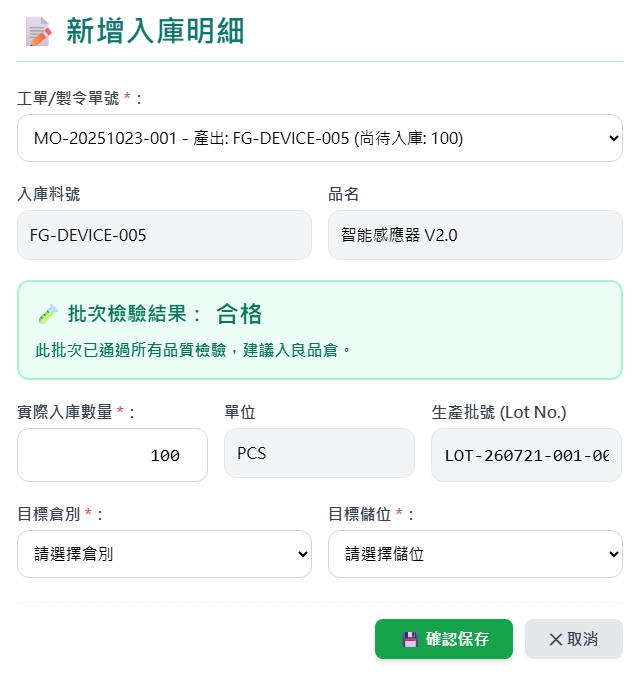 新增入庫明細
工單/製令單號 * :
MO-20251023-001 - 產出: FG-DEVICE-005 (尚待入庫: 100)
入庫料號
品名
FG-DEVICE-005
智能感應器 V2.0
批次檢驗結果： 合格
此批次已通過所有品質檢驗，建議入良品倉。
實際入庫數量 * :
單位
生產批號 (Lot No.)
100
PCS
LOT-260721-001-00
目標倉別 * :
目標儲位 * :
請選擇倉別
請選擇儲位
確認保存
取消